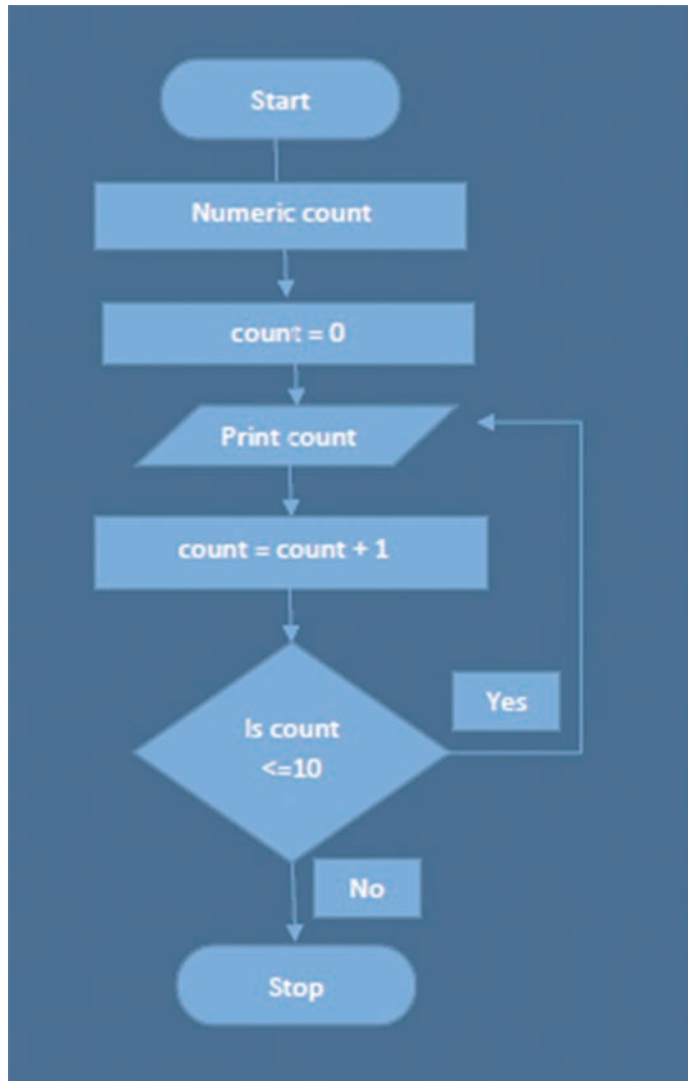 Start
Numeric count
count = 0
Print count
count = count + 1
Is count
<=10
Yes
No
Stop